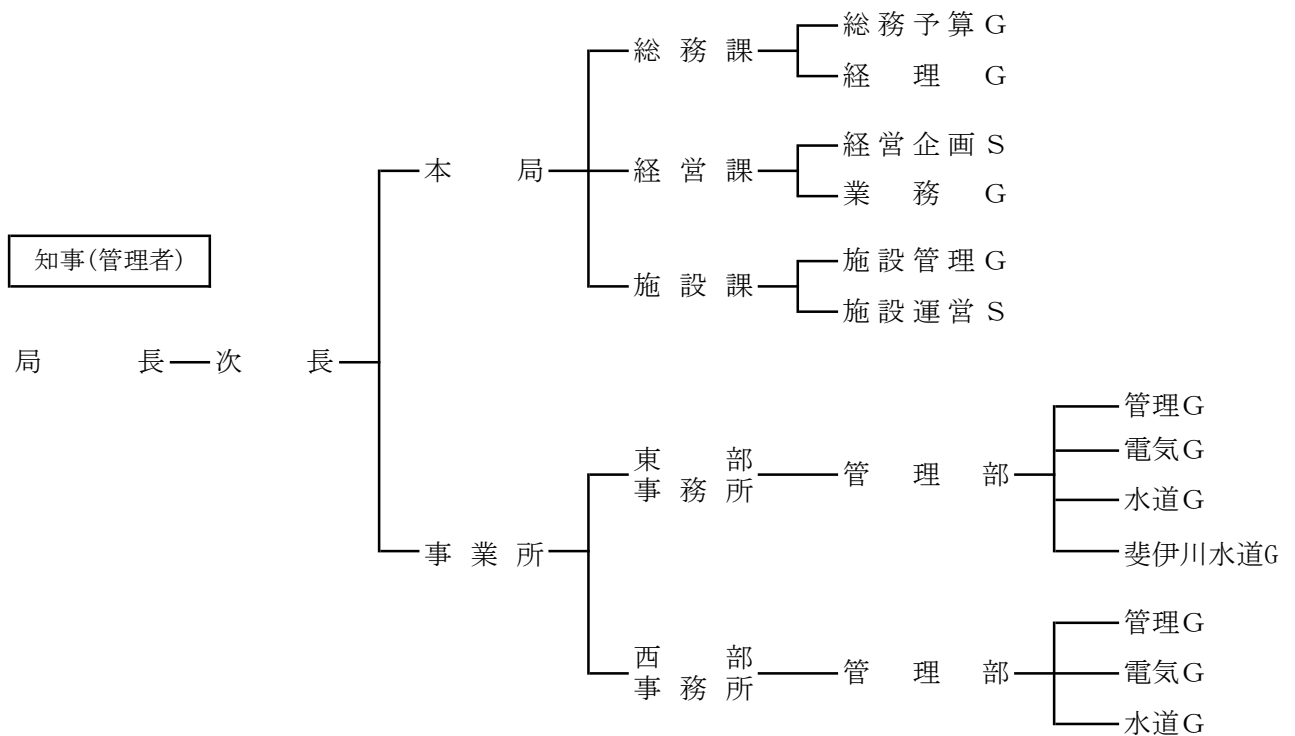 総務予算Ｇ
総務課
経理Ｇ
経営企画Ｓ
本局
経営課
業務Ｇ
知事(管理者)
施設管理Ｇ
施設課
施設運営Ｓ
局長
次長
管理Ｇ
電気Ｇ
東部
事務所
管理部
水道Ｇ
事業所
斐伊川水道G
管理Ｇ
西部
事務所
管理部
電気Ｇ
水道Ｇ